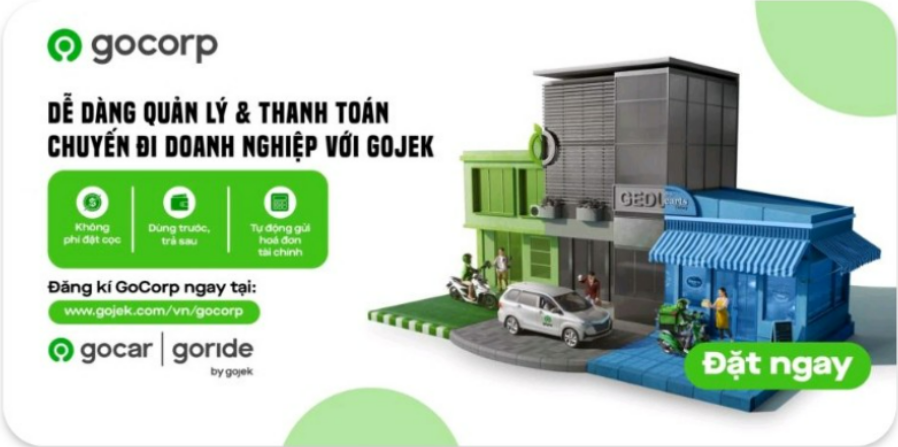 gocorp
DỄ DÀNG QUẢN LÝ & THANH TOÁN
CHUYẾN ĐI DOANH NGHIỆP VỚI GOJEK
Không
phí đặt cọc
Dùng trước,
trả sau
Tự động gửi
hoá đơn
tài chính
Đăng kí GoCorp ngay tại:
www.gojek.com/vn/gocorp
gocar | goride
by gojek
Đặt ngay